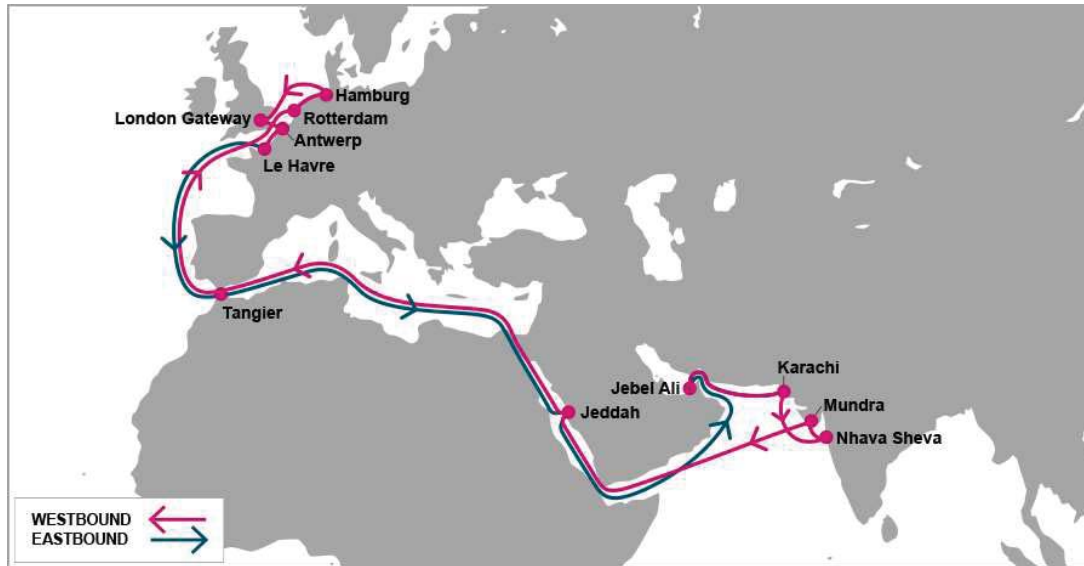 Hamburg
London Gateway
Rotterdam
Antwerp
Le Havre
Tangier
Karachi
Jebel Ali
Mundra
Jeddah
Nhava Sheva
WESTBOUND
EASTBOUND